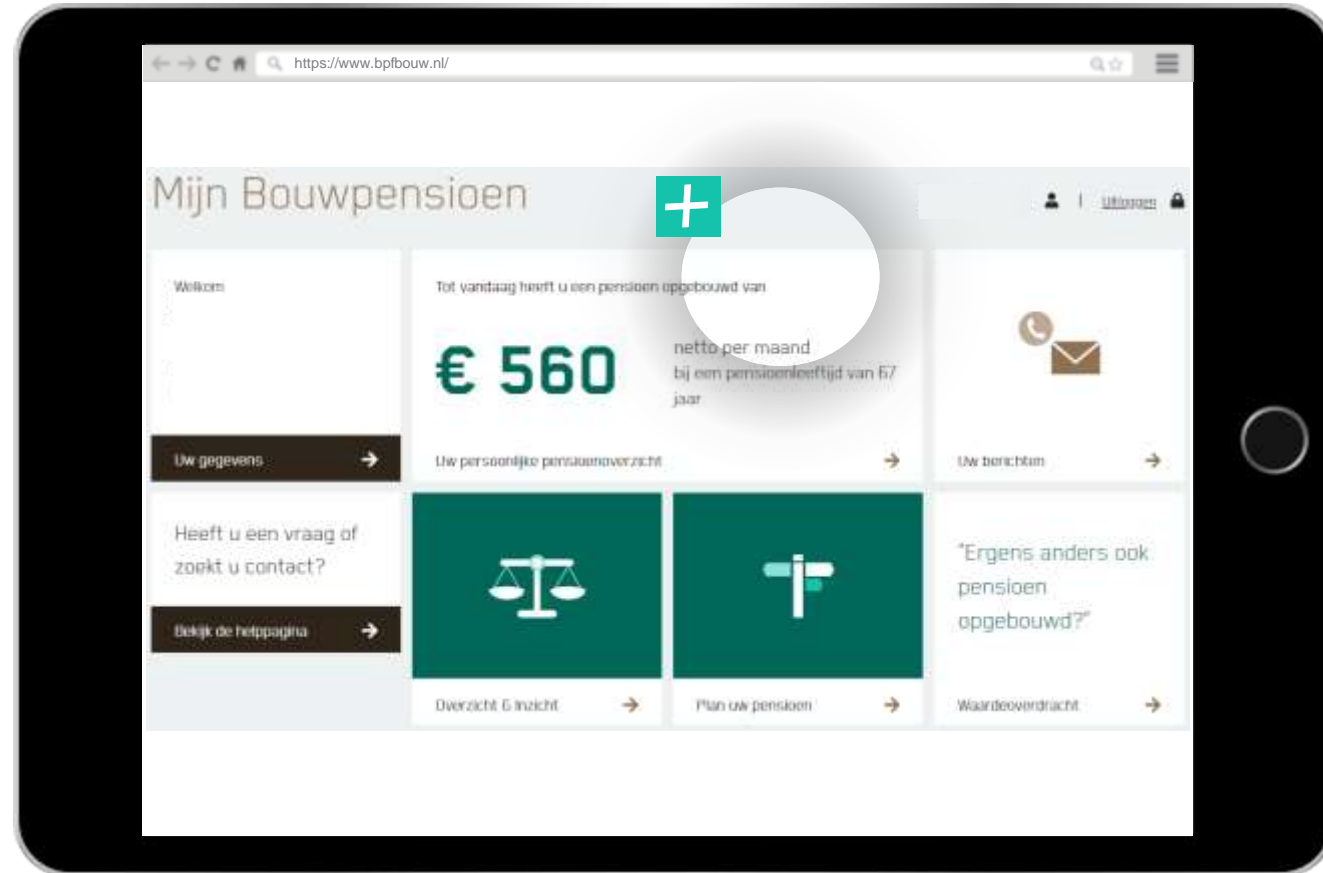 https://www.bpfbouw.nl/
Mijn Bouwpensioen
Uitloggen
Welkom
Tot vandaag heeft u een pensioen opgebouwd van
€ 560
netto per maand
bij een pensioenleeftijd van 67
jaar
Uw gegevens
Uw persoonlijke pensioenoverzicht
Uw berichten
Heeft u een vraag of
zoekt u contact?
Bekijk de helppagina
"Ergens anders ook
pensioen
opgebouwd?"
Overzicht & Inzicht
Plan uw pensioen
Waardeoverdracht